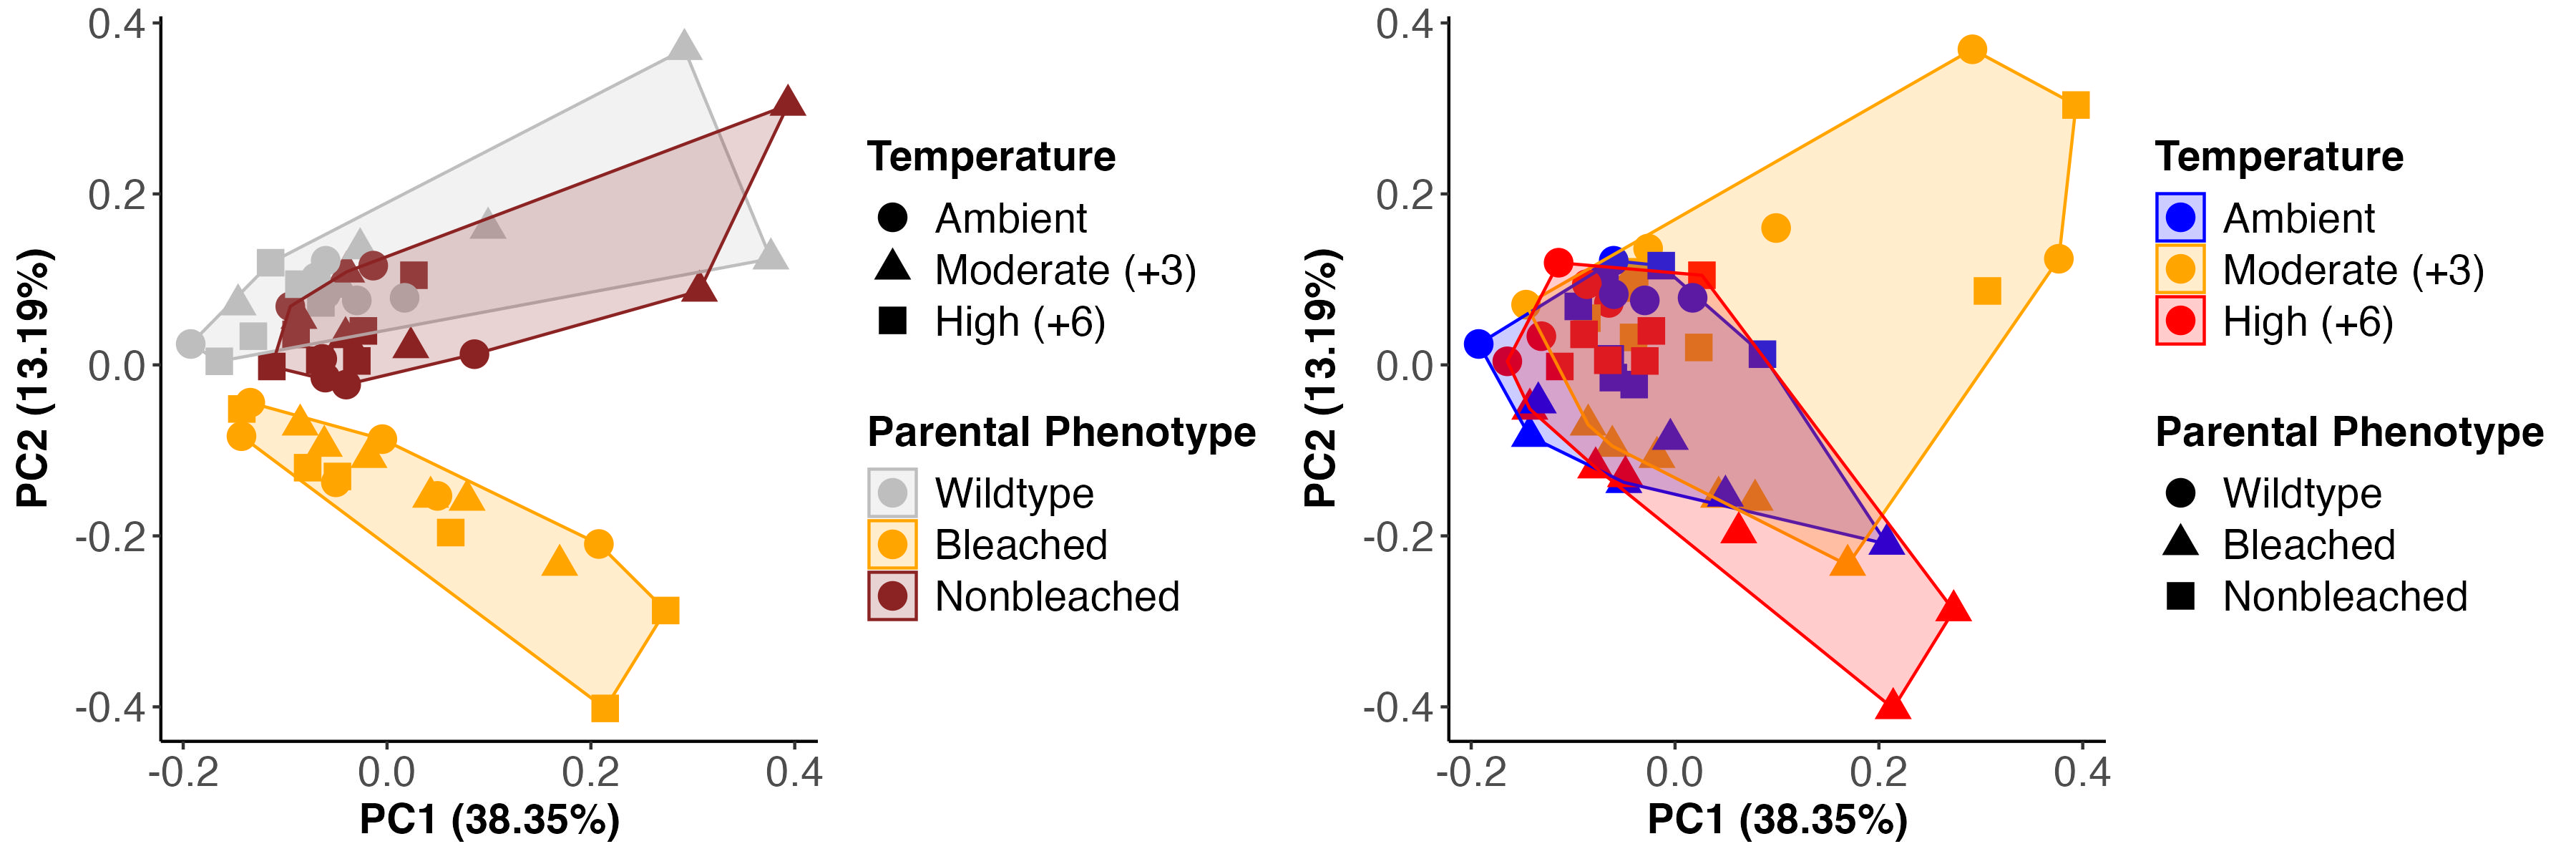 0.4
0.2
0.0
-0.2
-0.4
-0.2
0.0
0.2
0.4
PC1 (38.35%)
PC2 (13.19%)
Temperature
Ambient
Moderate (+3)
High (+6)
Parental Phenotype
Wildtype
Bleached
Nonbleached
0.4
0.2
0.0
-0.2
-0.4
-0.2
0.0
0.2
0.4
PC1 (38.35%)
PC2 (13.19%)
Temperature
Ambient
Moderate (+3)
High (+6)
Parental Phenotype
Wildtype
Bleached
Nonbleached